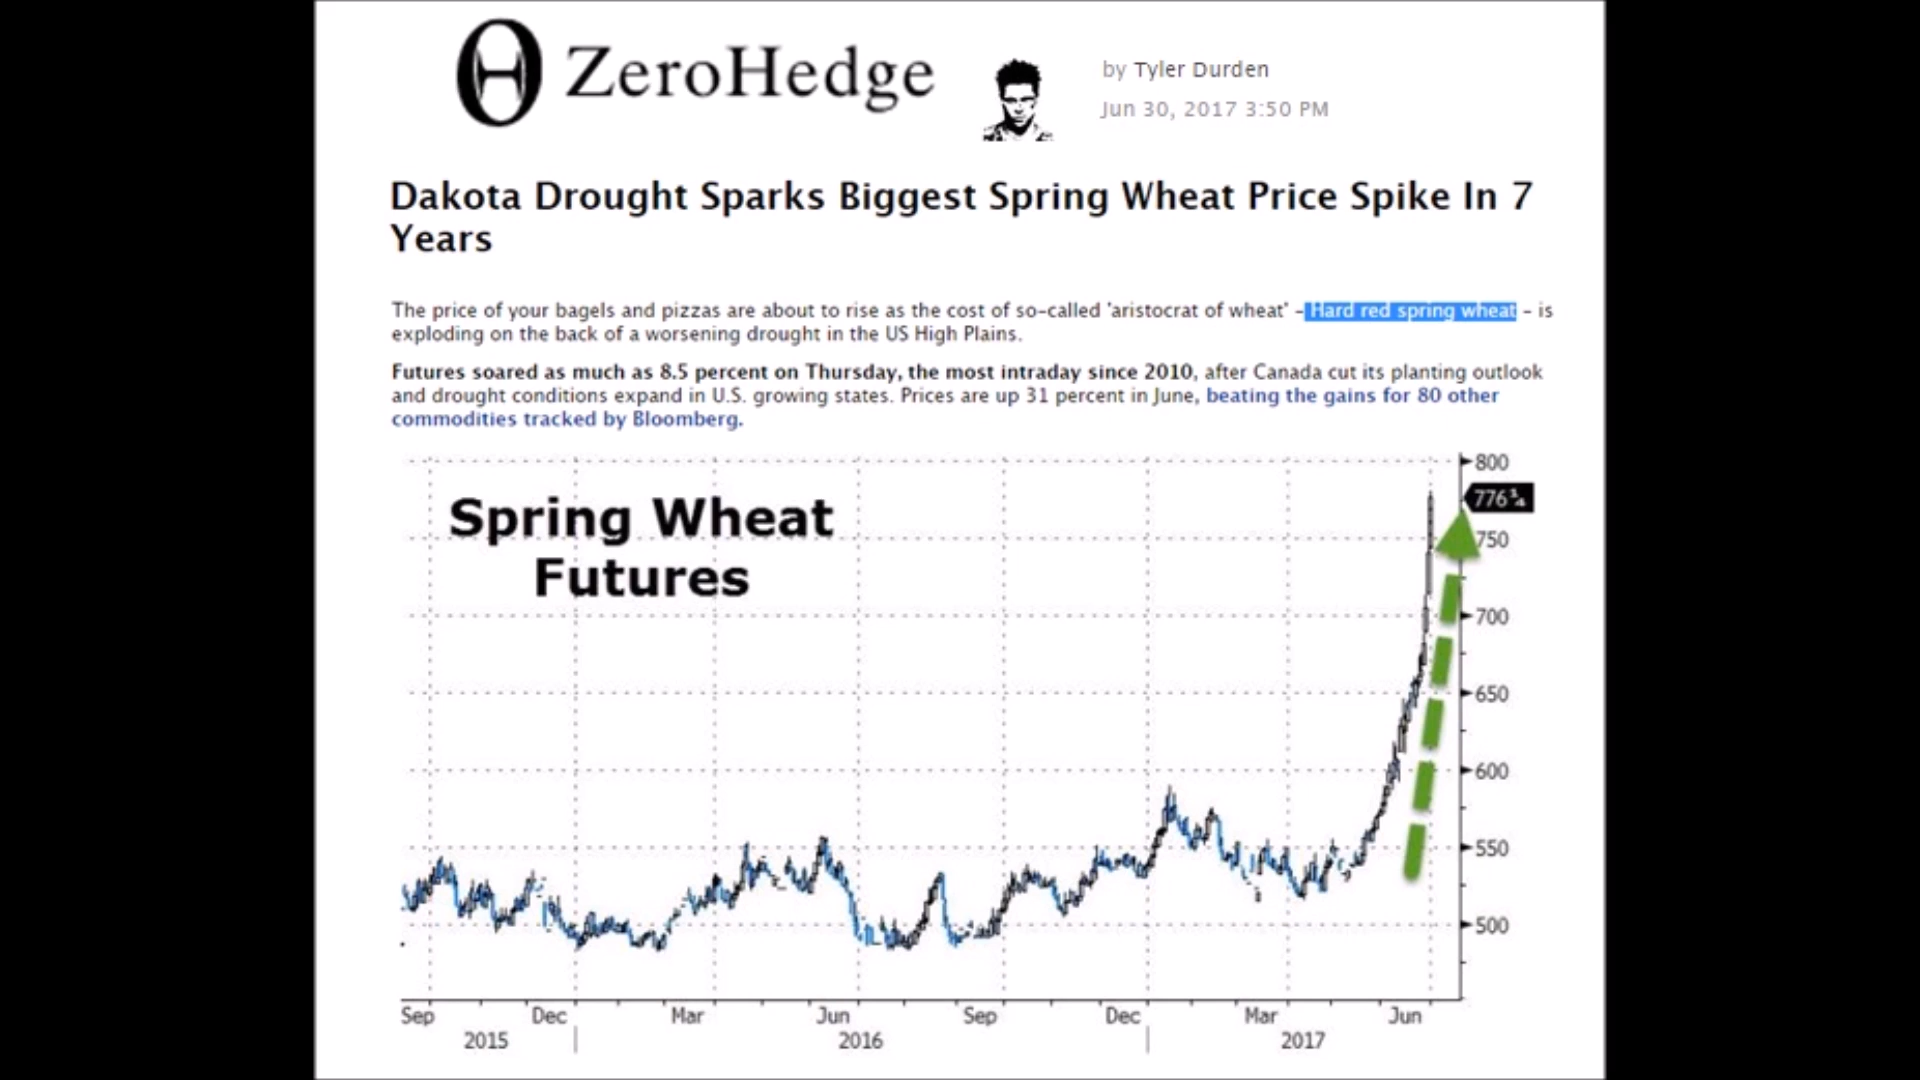 ZeroHedge
by Tyler Durden
Jun 30, 2017 3:50 PM
Dakota Drought Sparks Biggest Spring Wheat Price Spike In 7
Years
The price of your bagels and pizzas are about to rise as the cost of so-called 'aristocrat of wheat' - Hard red spring wheat - is
exploding on the back of a worsening drought in the US High Plains.
Futures soared as much as 8.5 percent on Thursday, the most intraday since 2010, after Canada cut its planting outlook
and drought conditions expand in U.S. growing states. Prices are up 31 percent in June, beating the gains for 80 other
commodities tracked by Bloomberg.
Spring Wheat
Futures
800
776¾
750
700
650
600
550
500
Sep Dec Mar Jun Sep Dec Mar Jun
2015 2016 2017